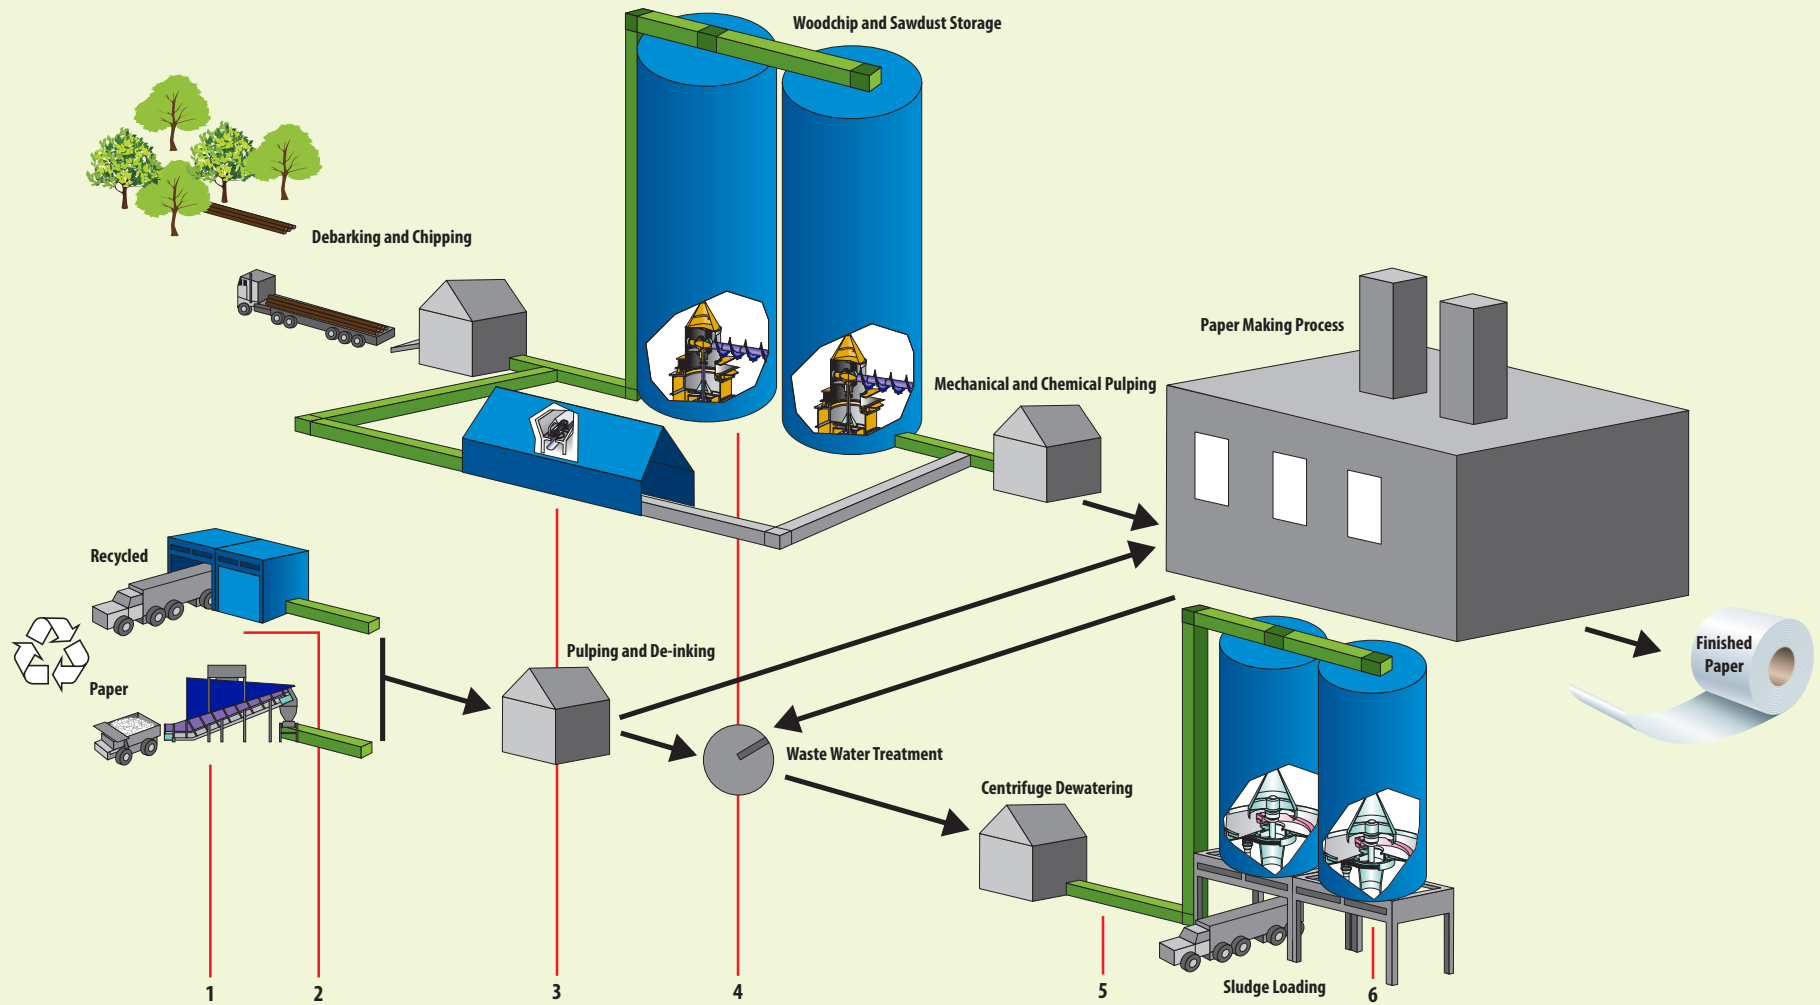 Woodchip and Sawdust Storage
Debarking and Chipping
Paper Making Process
Mechanical and Chemical Pulping
Recycled
Pulping and De-inking
Finished
Paper
Paper
Waste Water Treatment
Centrifuge Dewatering
Sludge Loading
1
2
3
4
5
6